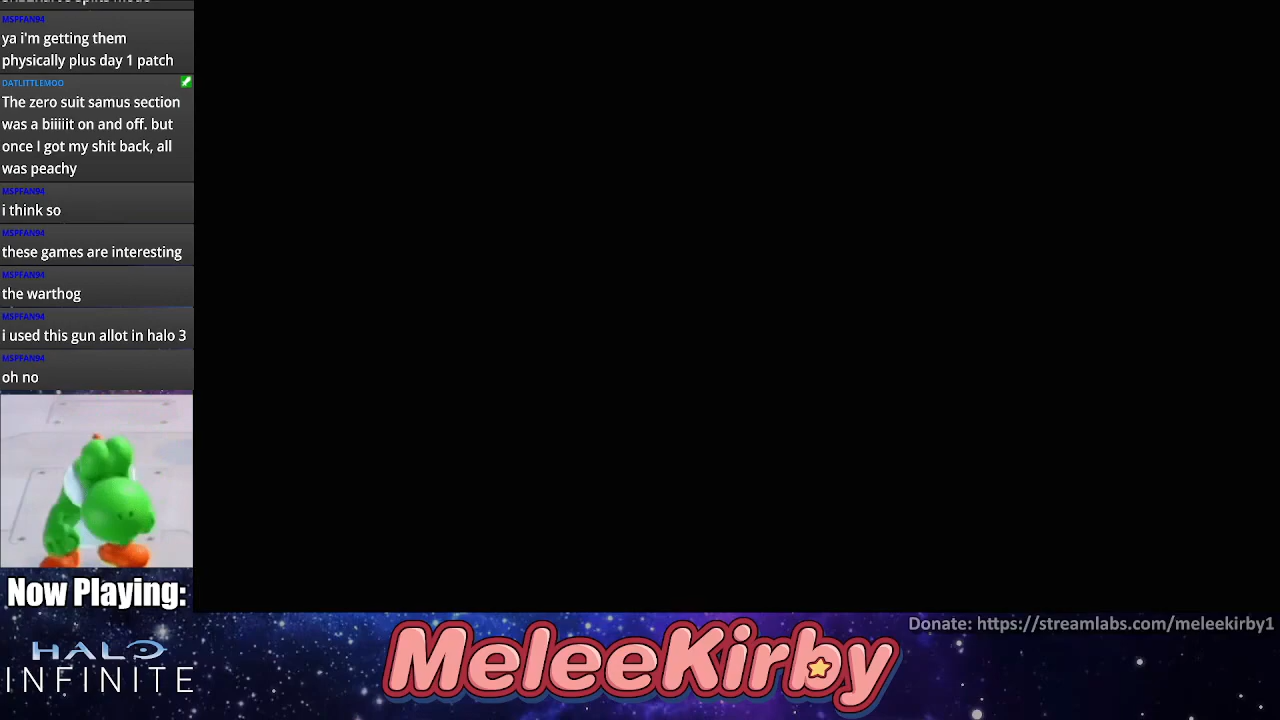 MSPFAN94
ya i'm getting them
physically plus day 1 patch
DATLITTLEMOO
The zero suit samus section
was a biiiiit on and off. but
once I got my shit back, all
was peachy
MSPFAN94
i think so
MSPFAN94
these games are interesting
MSPFAN94
the warthog
MSPFAN94
i used this gun allot in halo 3
MSPFAN94
oh no
Now Playing:
HALO
INFINITE
MeleeKirby
Donate: https://streamlabs.com/meleekirby1